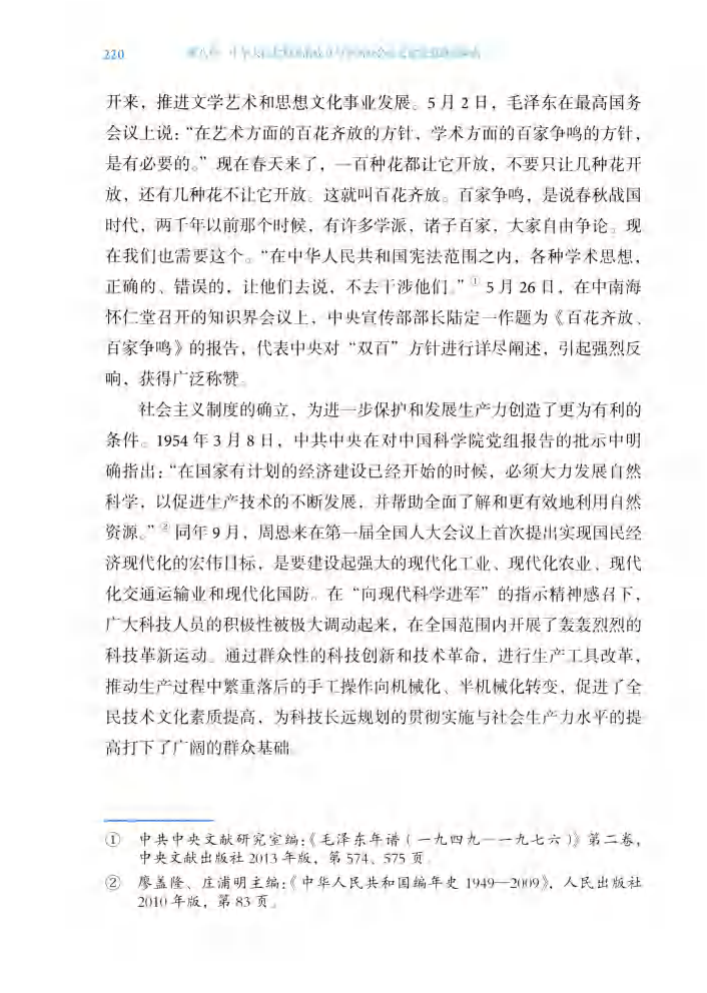 220
开来，推进文学艺术和思想文化事业发展。5月2日，毛泽东在最高国务
会议上说：“在艺术方面的百花齐放的方针，学术方面的百家争鸣的方针，
是有必要的。”现在春天来了，一百种花都让它开放，不要只让几种花开
放，还有几种花不让它开放。这就叫百花齐放。百家争鸣，是说春秋战国
时代，两千年以前那个时候，有许多学派，诸子百家，大家自由争论。现
在我们也需要这个。“在中华人民共和国宪法范围之内，各种学术思想，
正确的、错误的，让他们去说，不去干涉他们。”①5月26日，在中南海
怀仁堂召开的知识界会议上，中央宣传部部长陆定一作题为《百花齐放、
百家争鸣》的报告，代表中央对“双百”方针进行详尽阐述，引起强烈反
响，获得广泛称赞。
社会主义制度的确立，为进一步保护和发展生产力创造了更为有利的
条件。1954年3月8日，中共中央在对中国科学院党组报告的批示中明
确指出：“在国家有计划的经济建设已经开始的时候，必须大力发展自然
科学，以促进生产技术的不断发展，并帮助全面了解和更有效地利用自然
资源。”②同年9月，周恩来在第一届全国人大会议上首次提出实现国民经
济现代化的宏伟目标，是要建设起强大的现代化工业、现代化农业、现代
化交通运输业和现代化国防。在“向现代科学进军”的指示精神感召下，
广大科技人员的积极性被极大调动起来，在全国范围内开展了轰轰烈烈的
科技革新运动。通过群众性的科技创新和技术革命，进行生产工具改革，
推动生产过程中繁重落后的手工操作向机械化、半机械化转变，促进了全
民技术文化素质提高，为科技长远规划的贯彻实施与社会生产力水平的提
高打下了广阔的群众基础。
① 中共中央文献研究室编：《毛泽东年谱（一九四九—一九七六）》第二卷，
中央文献出版社2013年版，第574、575页。
② 廖盖隆、庄浦明主编：《中华人民共和国编年史 1949—2009》，人民出版社
2010年版，第83页。